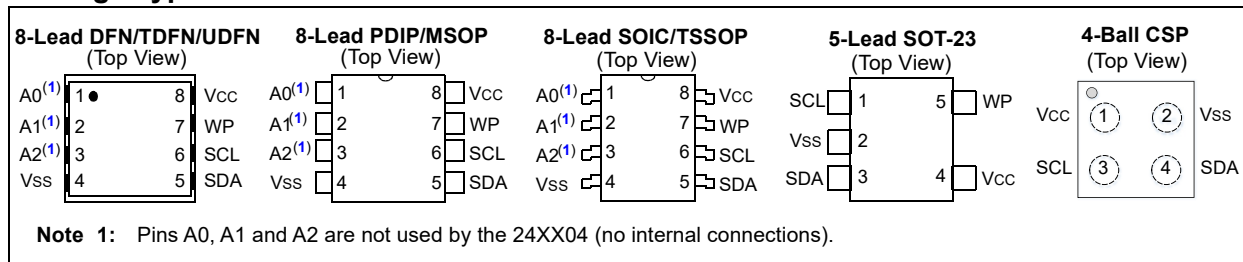 8-Lead DFN/TDFN/UDFN
(Top View)
A0(1) 1 8 VCC
A1(1) 2 7 WP
A2(1) 3 6 SCL
VSS 4 5 SDA
8-Lead PDIP/MSOP
(Top View)
A0(1) 1 8 VCC
A1(1) 2 7 WP
A2(1) 3 6 SCL
VSS 4 5 SDA
8-Lead SOIC/TSSOP
(Top View)
A0(1) 1 8 VCC
A1(1) 2 7 WP
A2(1) 3 6 SCL
VSS 4 5 SDA
5-Lead SOT-23
(Top View)
SCL 1 5 WP
VSS 2
SDA 3 4 VCC
4-Ball CSP
(Top View)
VCC 1 2 VSS
SCL 3 4 SDA
Note 1: Pins A0, A1 and A2 are not used by the 24XX04 (no internal connections).